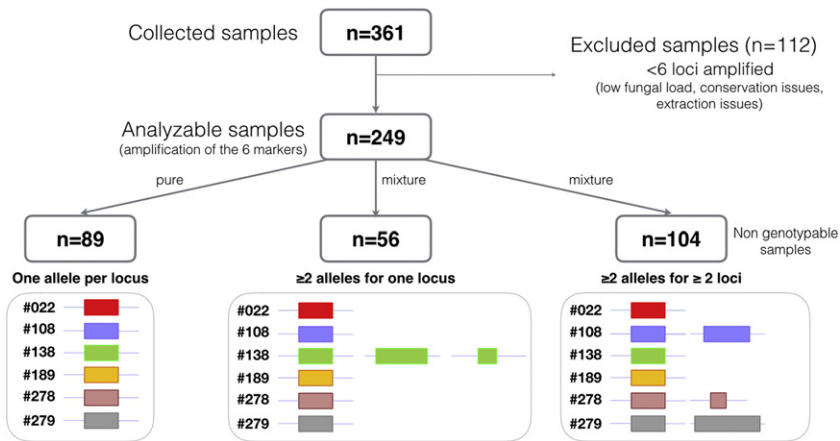 Collected samples
n=361
Excluded samples (n=112)
<6 loci amplified
(low fungal load, conservation issues,
extraction issues)
Analyzable samples
(amplification of the 6 markers)
n=249
pure
mixture
mixture
n=89
n=56
n=104
Non genotypable
samples
One allele per locus
#022
#108
#138
#189
#278
#279
≥2 alleles for one locus
#022
#108
#138
#189
#278
#279
≥2 alleles for ≥ 2 loci
#022
#108
#138
#189
#278
#279